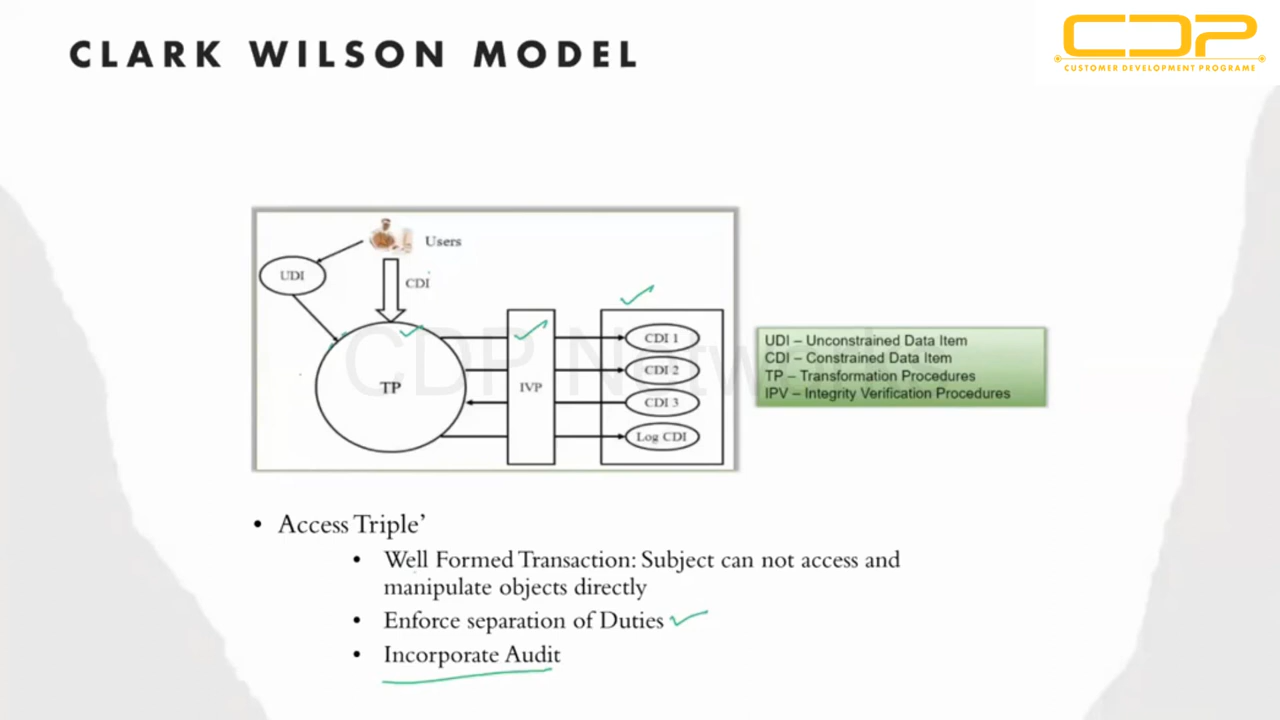 CLARK WILSON MODEL
CDP
CUSTOMER DEVELOPMENT PROGRAME
Users
UDI
CDI
TP
IVP
CDI 1
CDI 2
CDI 3
Log CDI
UDI – Unconstrained Data Item
CDI – Constrained Data Item
TP – Transformation Procedures
IPV – Integrity Verification Procedures
CDP Network
• Access Triple’
• Well Formed Transaction: Subject can not access and
manipulate objects directly
• Enforce separation of Duties
• Incorporate Audit